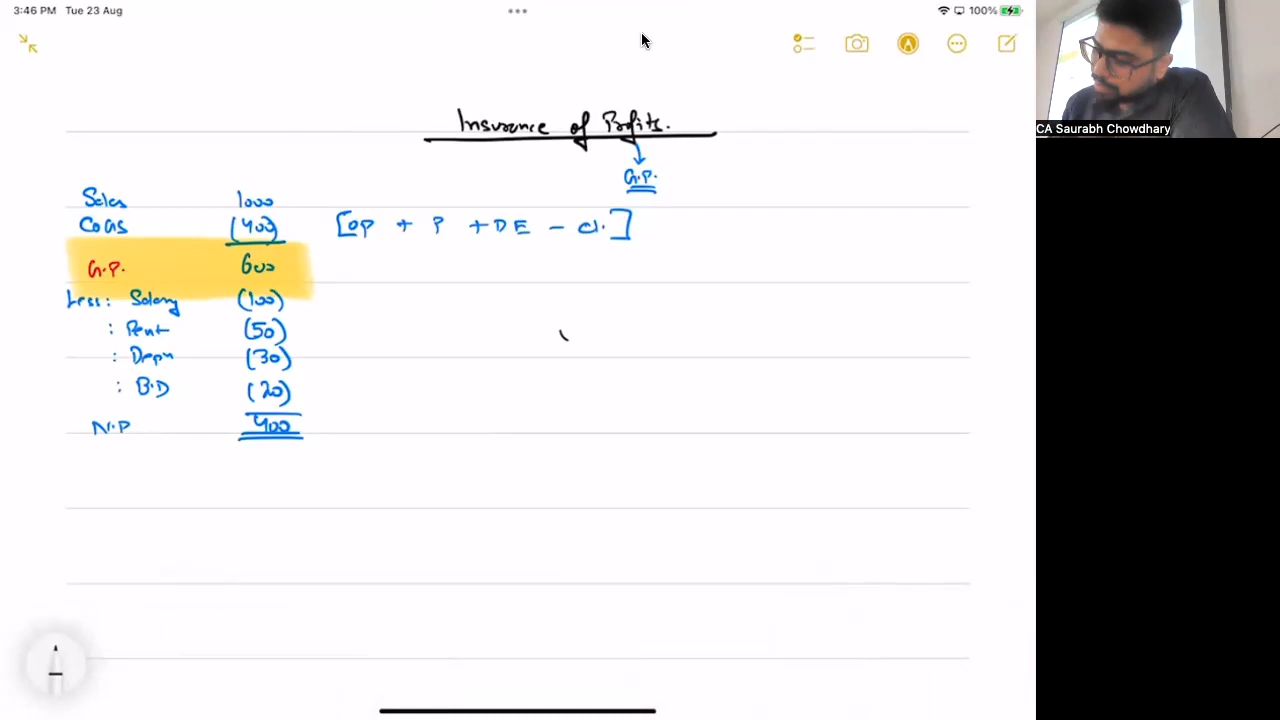 3:46 PM Tue 23 Aug
100%
CA Saurabh Chowdhary
Insurance of Profits.
G.P.
Sales 1000
COGS (400) [OP + P + DE - Cl.]
G.P. 600
Less: Salary (100)
: Rent (50)
: Depn (30)
: B.D (20)
N.P 400